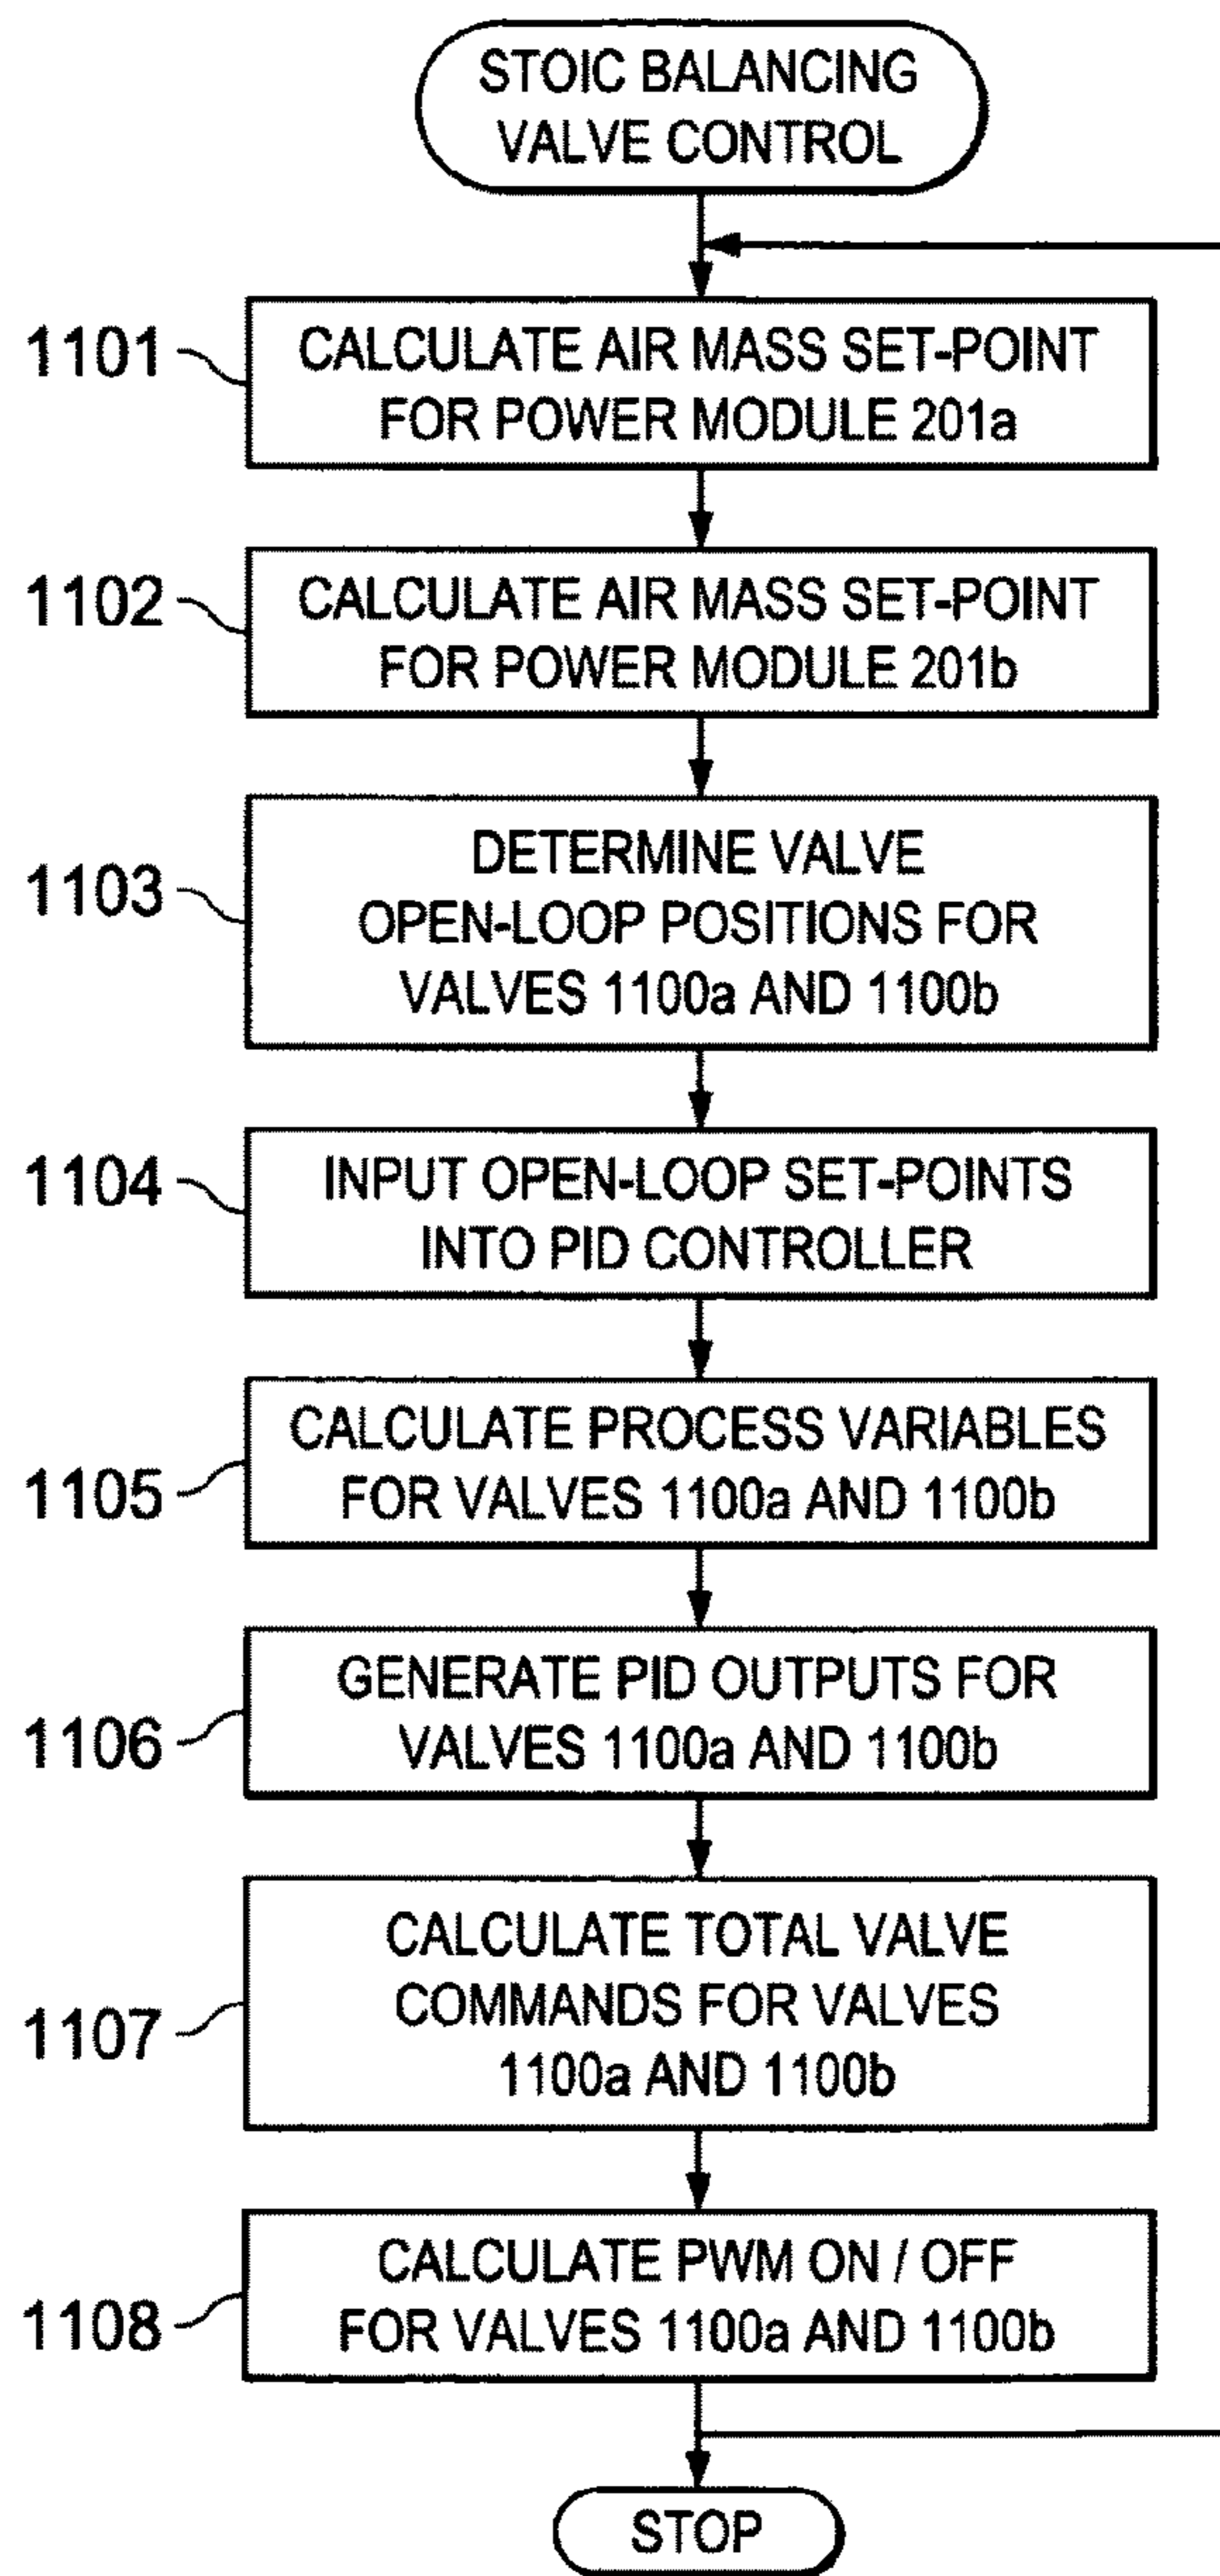 STOIC BALANCING
VALVE CONTROL
1101
CALCULATE AIR MASS SET-POINT
FOR POWER MODULE 201a
1102
CALCULATE AIR MASS SET-POINT
FOR POWER MODULE 201b
1103
DETERMINE VALVE
OPEN-LOOP POSITIONS FOR
VALVES 1100a AND 1100b
1104
INPUT OPEN-LOOP SET-POINTS
INTO PID CONTROLLER
1105
CALCULATE PROCESS VARIABLES
FOR VALVES 1100a AND 1100b
1106
GENERATE PID OUTPUTS FOR
VALVES 1100a AND 1100b
1107
CALCULATE TOTAL VALVE
COMMANDS FOR VALVES
1100a AND 1100b
1108
CALCULATE PWM ON / OFF
FOR VALVES 1100a AND 1100b
STOP